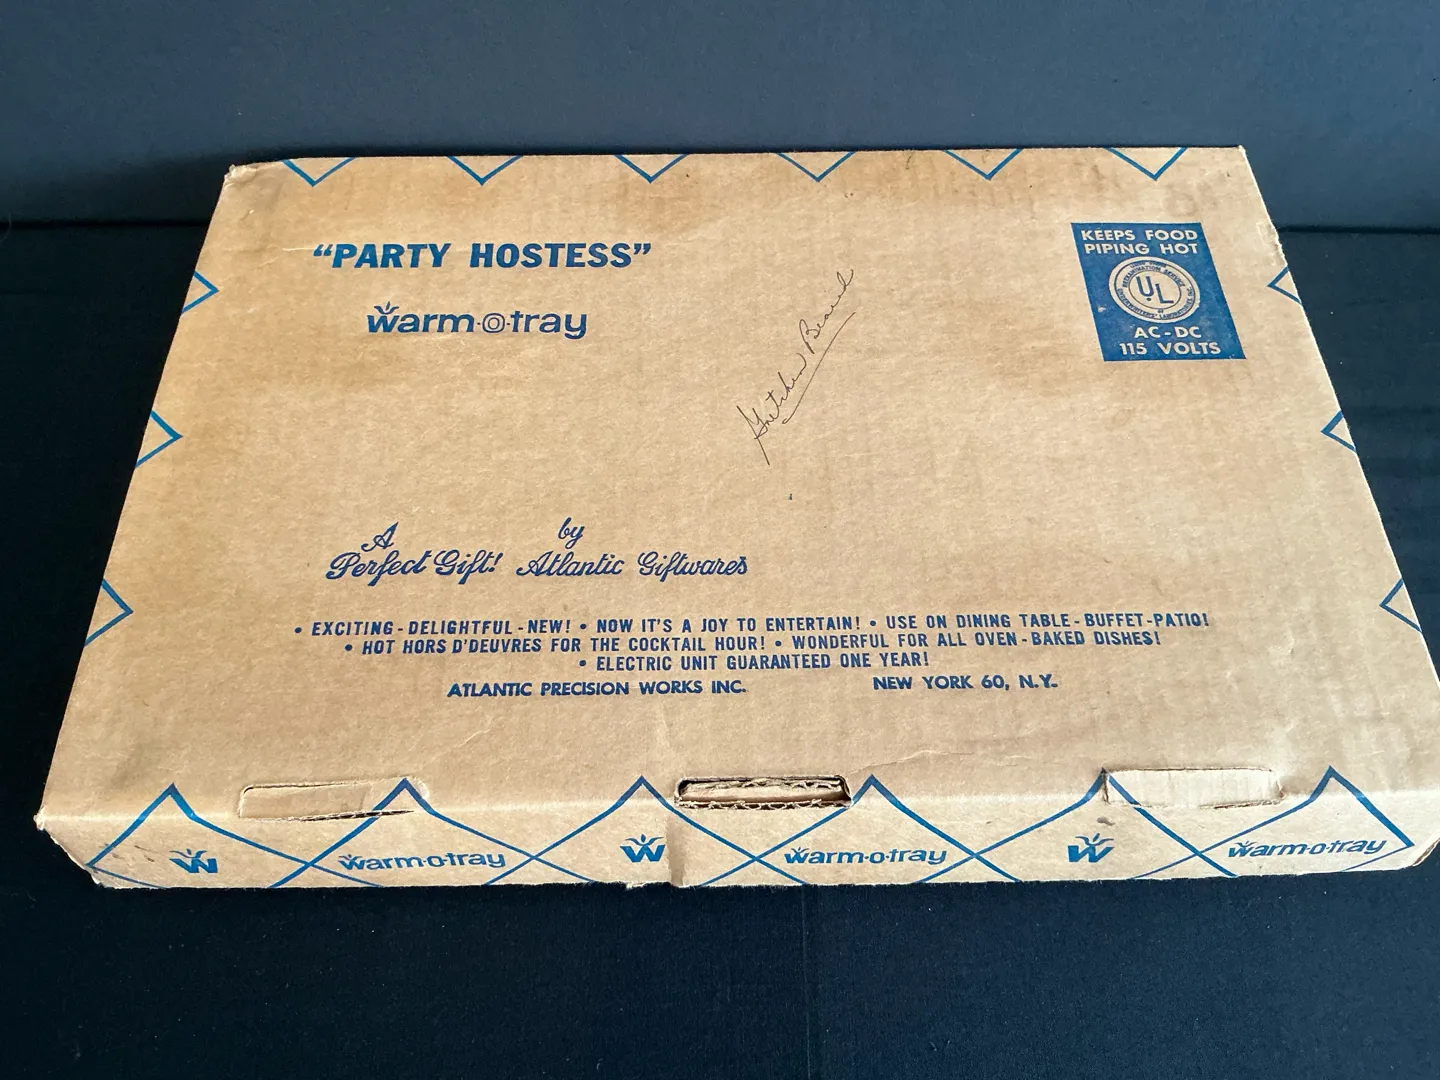 "PARTY HOSTESS"
warm-o-tray
KEEPS FOOD
PIPING HOT
UL
AC-DC
115 VOLTS
Gretchen Beard
A
Perfect Gift!
by
Atlantic Giftwares
• EXCITING-DELIGHTFUL-NEW! • NOW IT'S A JOY TO ENTERTAIN! • USE ON DINING TABLE-BUFFET-PATIO!
• HOT HORS D'DEUVRES FOR THE COCKTAIL HOUR! • WONDERFUL FOR ALL OVEN-BAKED DISHES!
• ELECTRIC UNIT GUARANTEED ONE YEAR!
ATLANTIC PRECISION WORKS INC. NEW YORK 60, N.Y.
W warm-o-tray W warm-o-tray W warm-o-tray